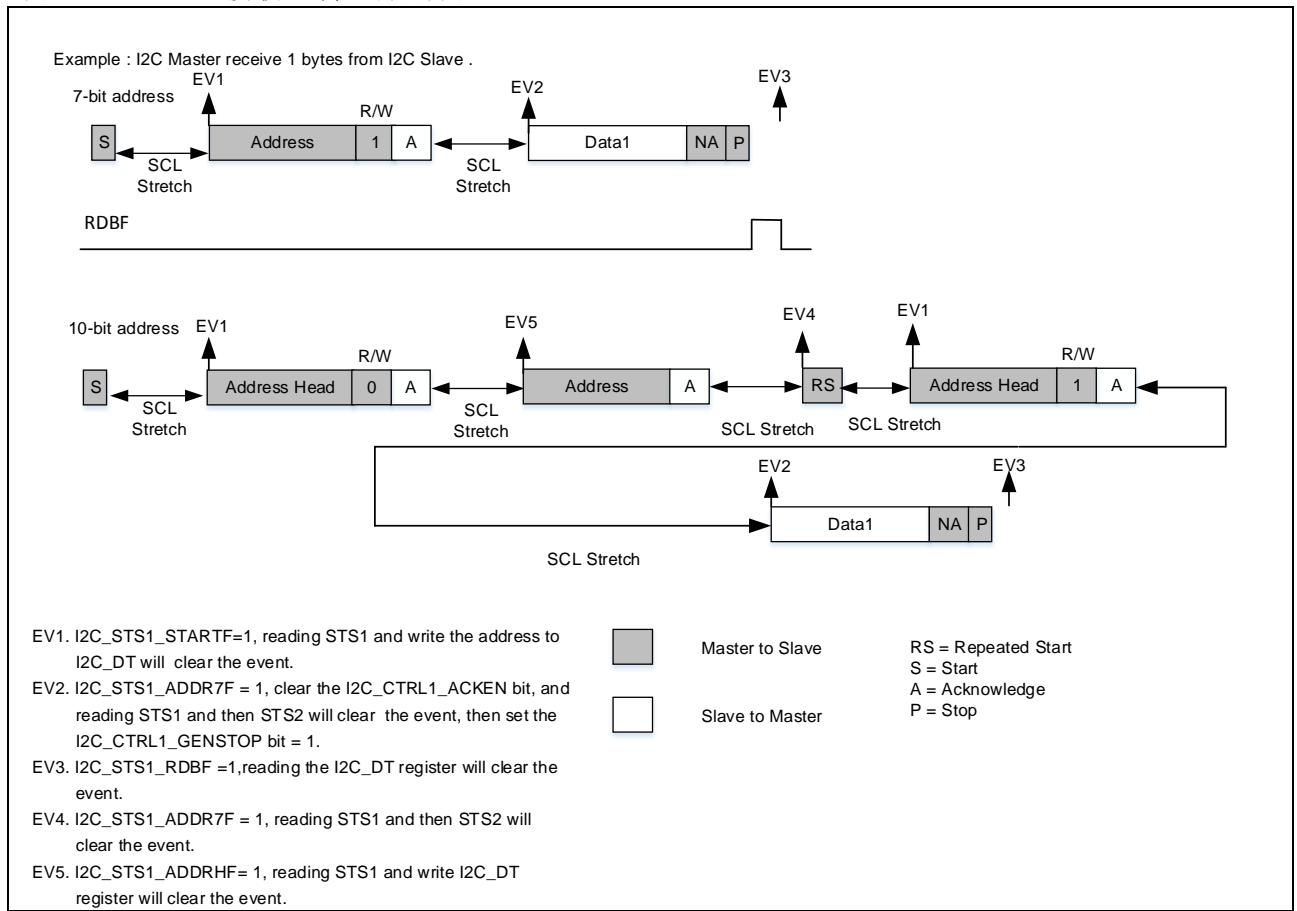 Example : I2C Master receive 1 bytes from I2C Slave .
7-bit address
EV1
R/W
EV2
EV3
S
Address
1
A
Data1
NA
P
SCL
Stretch
SCL
Stretch
RDBF
10-bit address
EV1
R/W
EV5
EV4
EV1
R/W
S
Address Head
0
A
Address
A
RS
Address Head
1
A
SCL
Stretch
SCL
Stretch
SCL Stretch
SCL Stretch
EV2
EV3
Data1
NA
P
SCL Stretch
EV1. I2C_STS1_STARTF=1, reading STS1 and write the address to
I2C_DT will clear the event.
EV2. I2C_STS1_ADDR7F = 1, clear the I2C_CTRL1_ACKEN bit, and
reading STS1 and then STS2 will clear the event, then set the
I2C_CTRL1_GENSTOP bit = 1.
EV3. I2C_STS1_RDBF =1,reading the I2C_DT register will clear the
event.
EV4. I2C_STS1_ADDR7F = 1, reading STS1 and then STS2 will
clear the event.
EV5. I2C_STS1_ADDRHF= 1, reading STS1 and write I2C_DT
register will clear the event.
Master to Slave
Slave to Master
RS = Repeated Start
S = Start
A = Acknowledge
P = Stop